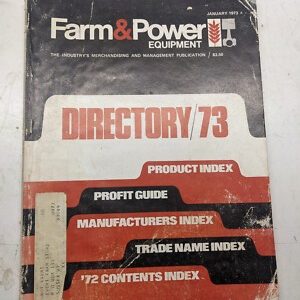 Farm&Power
EQUIPMENT
JANUARY 1973
THE INDUSTRY'S MERCHANDISING AND MANAGEMENT PUBLICATION / $3.50
DIRECTORY/73
PRODUCT INDEX
PROFIT GUIDE
MANUFACTURERS INDEX
TRADE NAME INDEX
'72 CONTENTS INDEX